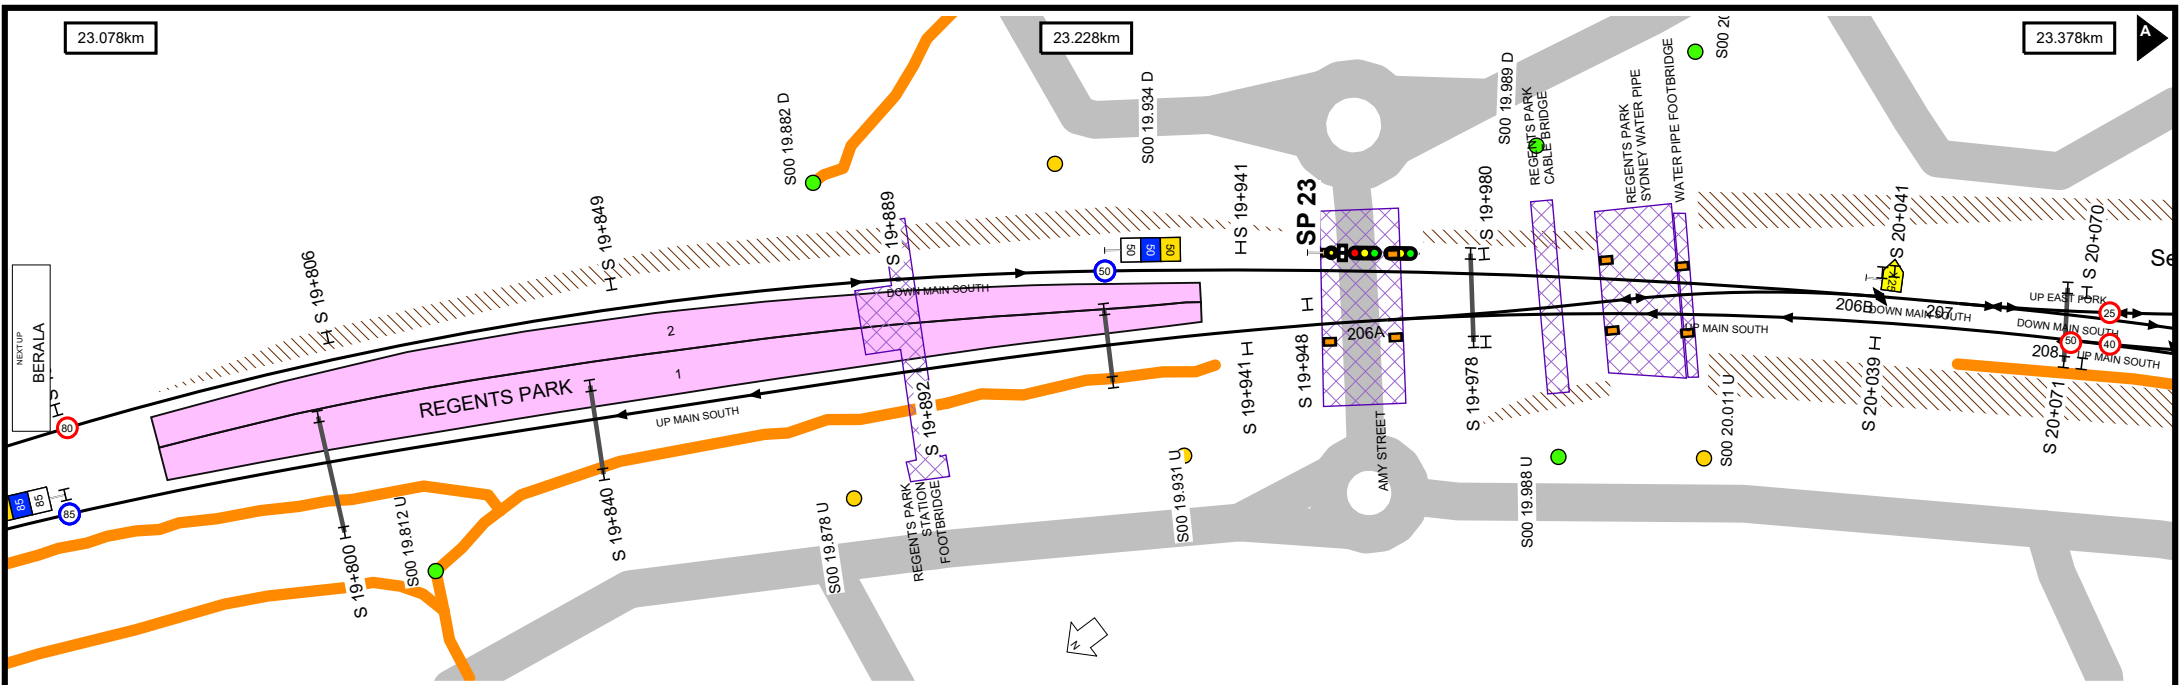 23.078km
23.228km
23.378km
A
S00 19.882 D
S00 19.934 D
S00 19.989 D
REGENTS PARK
CABLE BRIDGE
REGENTS PARK
SYDNEY WATER PIPE
WATER PIPE FOOTBRIDGE
S 19+806
S 19+849
S 19+889
S 19+941
SP 23
S 19+980
S 20+041
S 20+070
50
50
50
50
DOWN MAIN SOUTH
NEXT UP
BERALA
80
85
85
85
2
1
REGENTS PARK
UP MAIN SOUTH
206A
206B
DOWN MAIN SOUTH
207
UP MAIN SOUTH
X25
UP EAST FORK
25
DOWN MAIN SOUTH
50
40
208
UP MAIN SOUTH
S 19+800
S00 19.812 U
S 19+840
S00 19.878 U
S 19+892
REGENTS PARK
STATION
FOOTBRIDGE
S00 19.931 U
S 19+941
S 19+948
AMY STREET
S 19+978
S00 19.988 U
S00 20.011 U
S 20+039
S 20+071
N